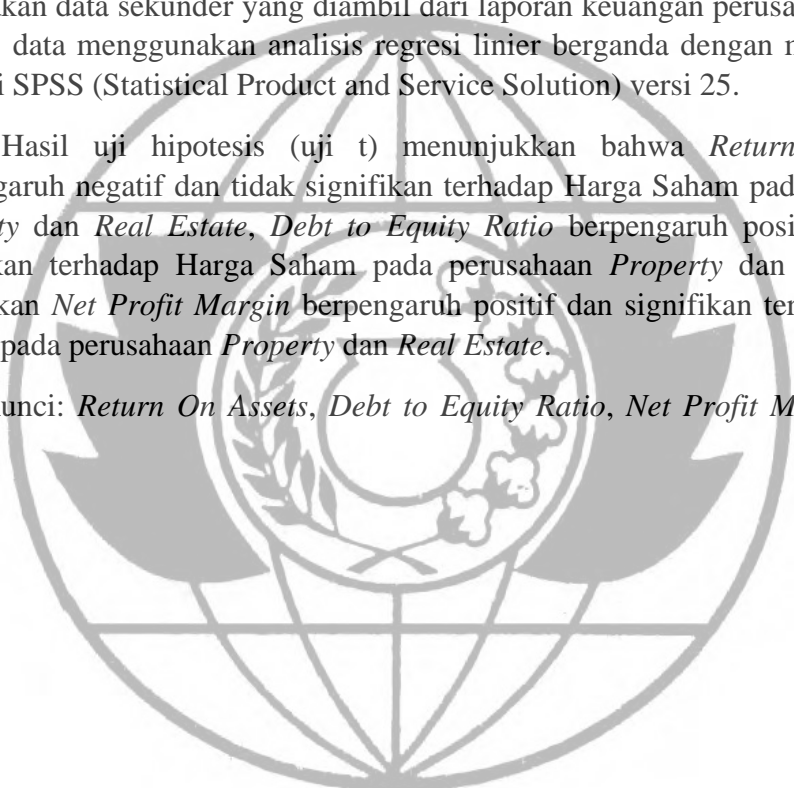 akan data sekunder yang diambil dari laporan keuangan perusa
data menggunakan analisis regresi linier berganda dengan
i SPSS (Statistical Product and Service Solution) versi 25.
Hasil uji hipotesis (uji t) menunjukkan bahwa Return
garuh negatif dan tidak signifikan terhadap Harga Saham pad
ty dan Real Estate, Debt to Equity Ratio berpengaruh posi
kan terhadap Harga Saham pada perusahaan Property dan
kan Net Profit Margin berpengaruh positif dan signifikan ter
pada perusahaan Property dan Real Estate.
unci: Return On Assets, Debt to Equity Ratio, Net Profit M